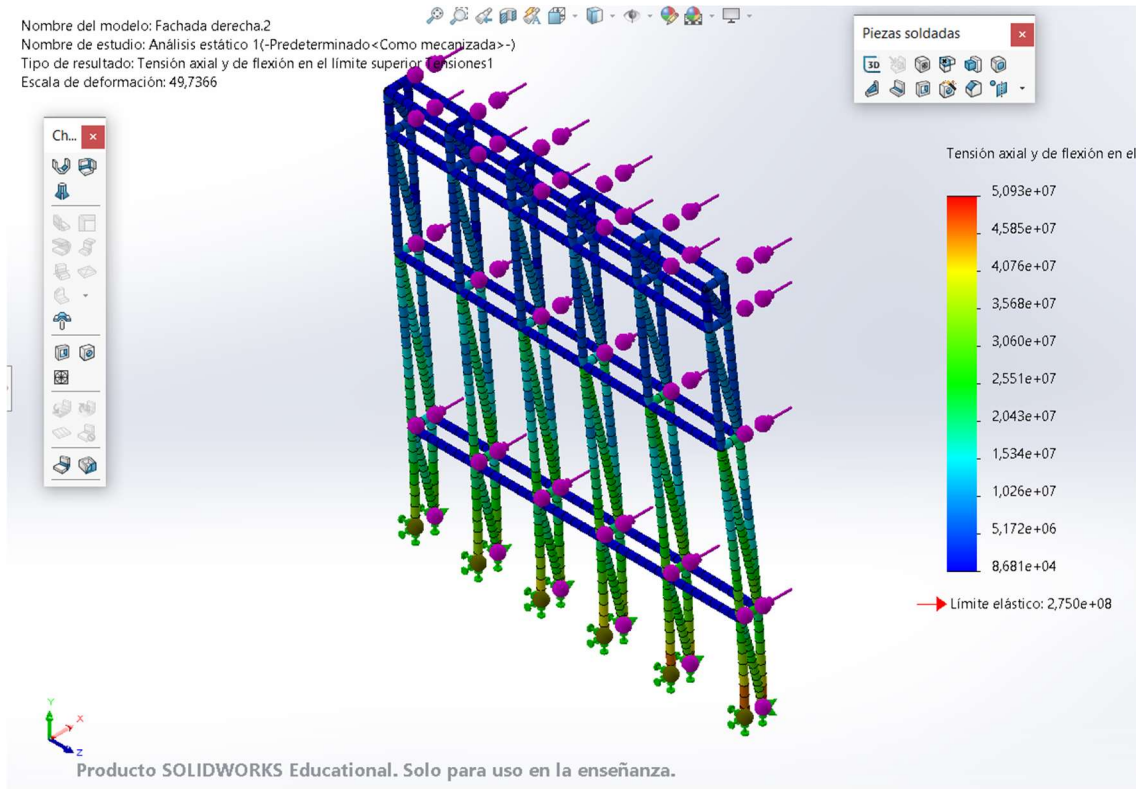 Nombre del modelo: Fachada derecha.2
Nombre de estudio: Análisis estático 1(-Predeterminado<Como mecanizada>-)
Tipo de resultado: Tensión axial y de flexión en el límite superior Tensiones1
Escala de deformación: 49,7366
Piezas soldadas
3D
Ch...
Tensión axial y de flexión en el
5,093e+07
4,585e+07
4,076e+07
3,568e+07
3,060e+07
2,551e+07
2,043e+07
1,534e+07
1,026e+07
5,172e+06
8,681e+04
Límite elástico: 2,750e+08
Y
X
Z
Producto SOLIDWORKS Educational. Solo para uso en la enseñanza.